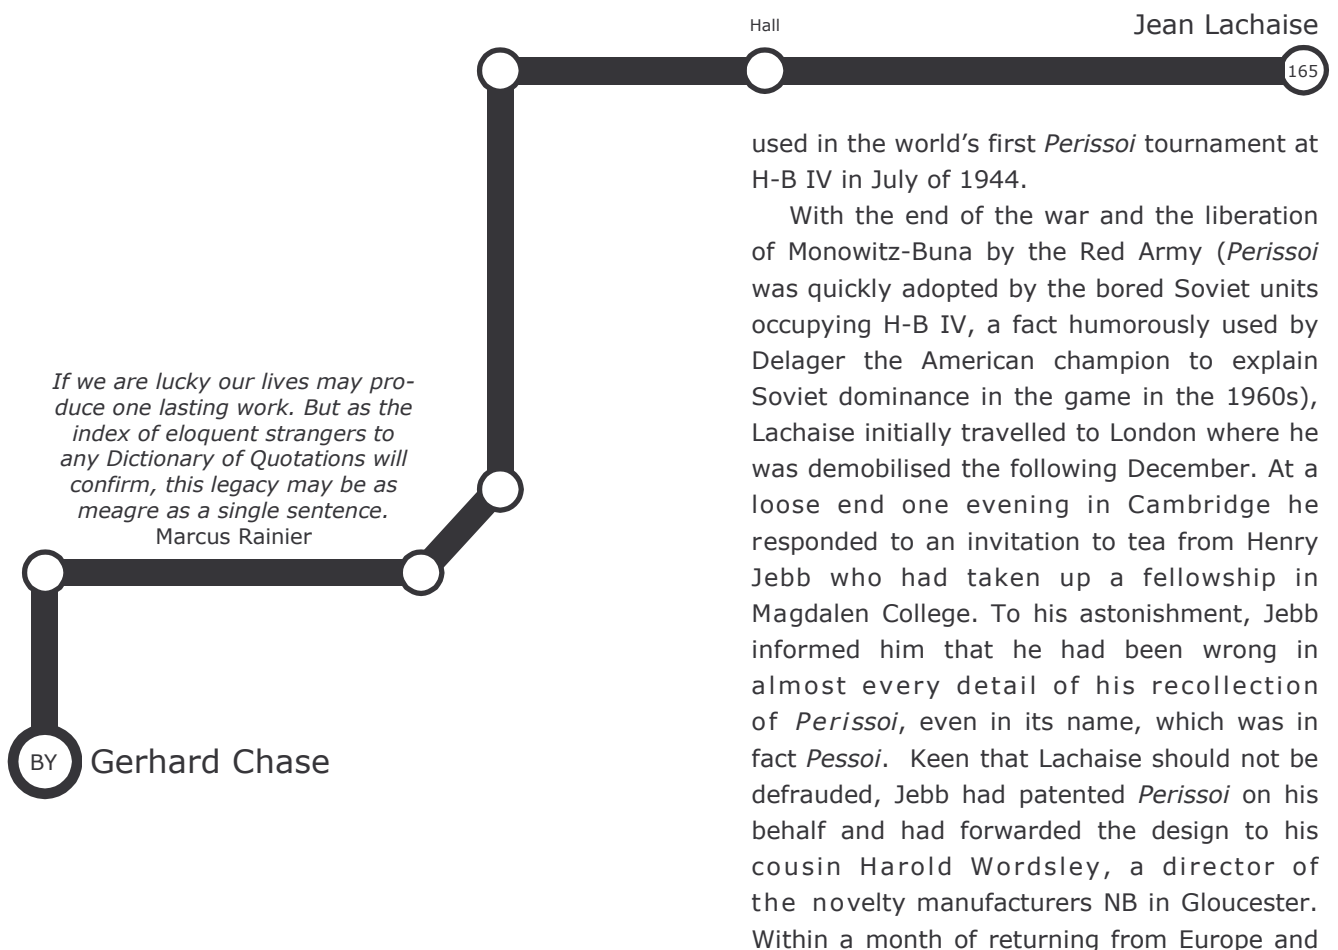 Hall
Jean Lachaise
165
used in the world’s first Perissoi tournament at
H-B IV in July of 1944.
With the end of the war and the liberation
of Monowitz-Buna by the Red Army (Perissoi
was quickly adopted by the bored Soviet units
occupying H-B IV, a fact humorously used by
Delager the American champion to explain
Soviet dominance in the game in the 1960s),
Lachaise initially travelled to London where he
was demobilised the following December. At a
loose end one evening in Cambridge he
responded to an invitation to tea from Henry
Jebb who had taken up a fellowship in
Magdalen College. To his astonishment, Jebb
informed him that he had been wrong in
almost every detail of his recollection
of Perissoi, even in its name, which was in
fact Pessoi. Keen that Lachaise should not be
defrauded, Jebb had patented Perissoi on his
behalf and had forwarded the design to his
cousin Harold Wordsley, a director of
the novelty manufacturers NB in Gloucester.
Within a month of returning from Europe and
If we are lucky our lives may pro-
duce one lasting work. But as the
index of eloquent strangers to
any Dictionary of Quotations will
confirm, this legacy may be as
meagre as a single sentence.
Marcus Rainier
BY Gerhard Chase